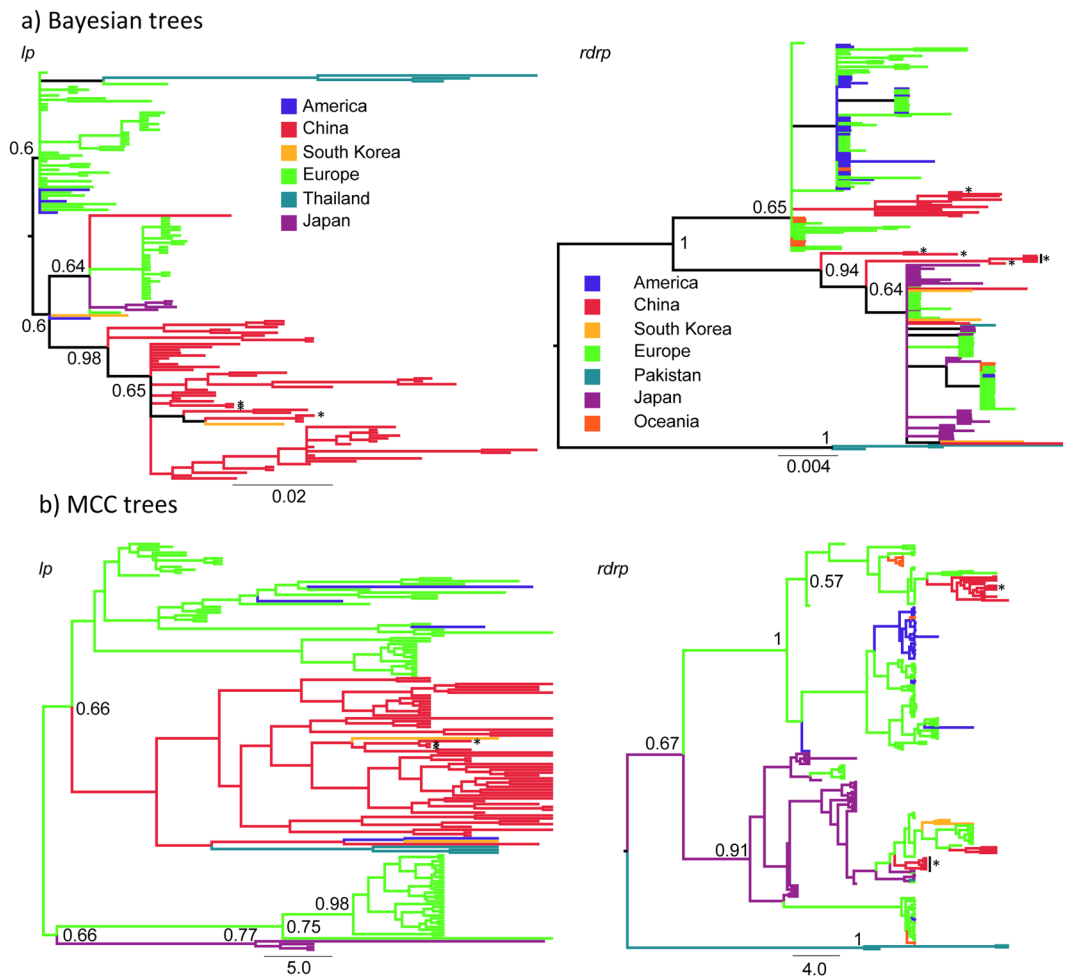 a) Bayesian trees
lp
America
China
South Korea
Europe
Thailand
Japan
0.6
0.64
0.6
0.98
0.65
*
*
*
0.02
rdrp
0.65
*
1
*
*
*
*
0.94
0.64
America
China
South Korea
Europe
Pakistan
Japan
Oceania
1
0.004
b) MCC trees
lp
0.66
*
*
*
0.98
0.75
0.77
0.66
5.0
rdrp
0.57
*
1
0.67
0.91
*
1
4.0